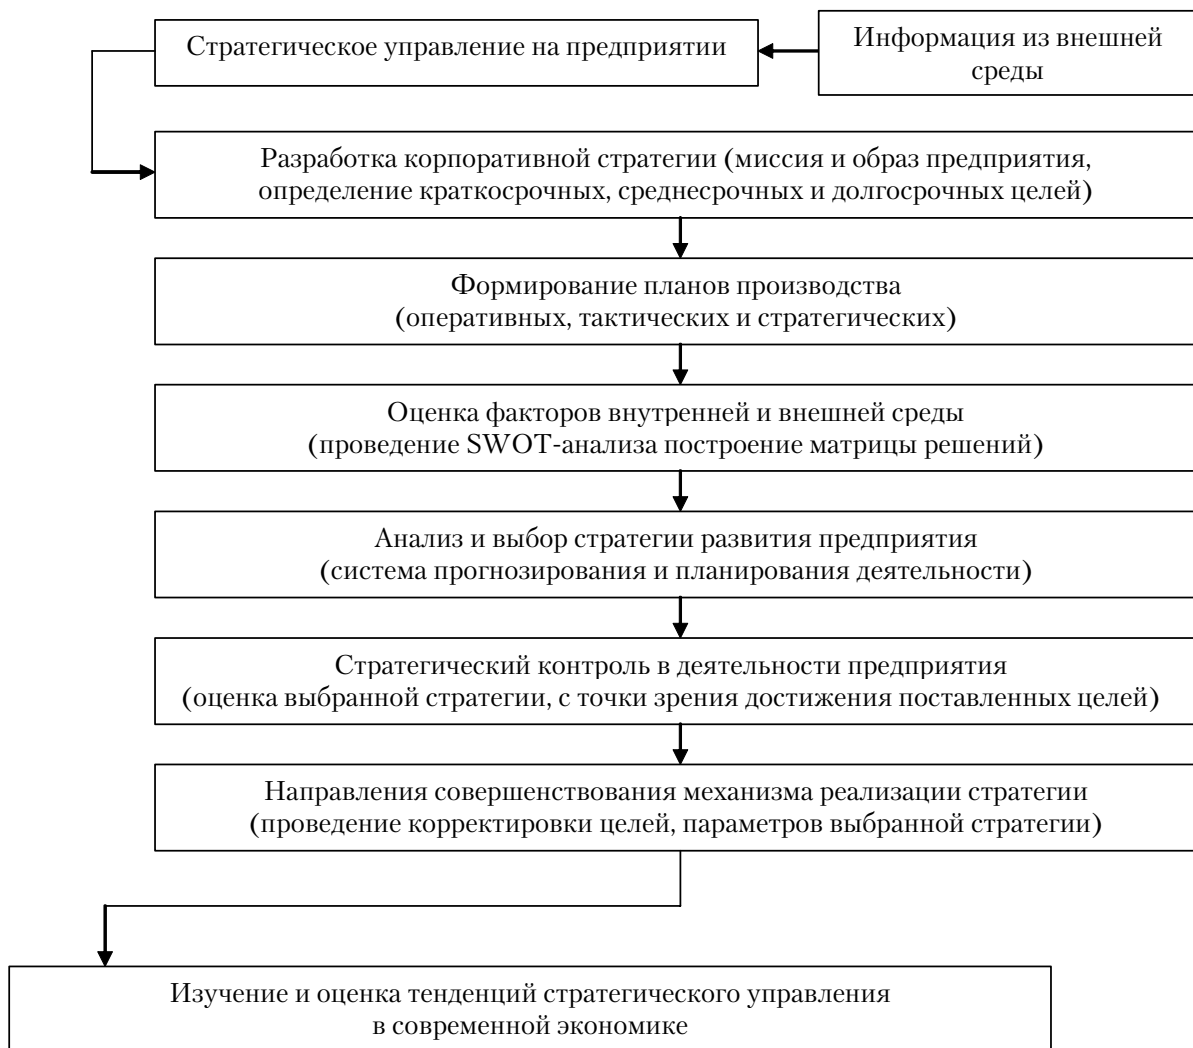 Стратегическое управление на предприятии
Информация из внешней
среды
Разработка корпоративной стратегии (миссия и образ предприятия,
определение краткосрочных, среднесрочных и долгосрочных целей)
Формирование планов производства
(оперативных, тактических и стратегических)
Оценка факторов внутренней и внешней среды
(проведение SWOT-анализа построение матрицы решений)
Анализ и выбор стратегии развития предприятия
(система прогнозирования и планирования деятельности)
Стратегический контроль в деятельности предприятия
(оценка выбранной стратегии, с точки зрения достижения поставленных целей)
Направления совершенствования механизма реализации стратегии
(проведение корректировки целей, параметров выбранной стратегии)
Изучение и оценка тенденций стратегического управления
в современной экономике